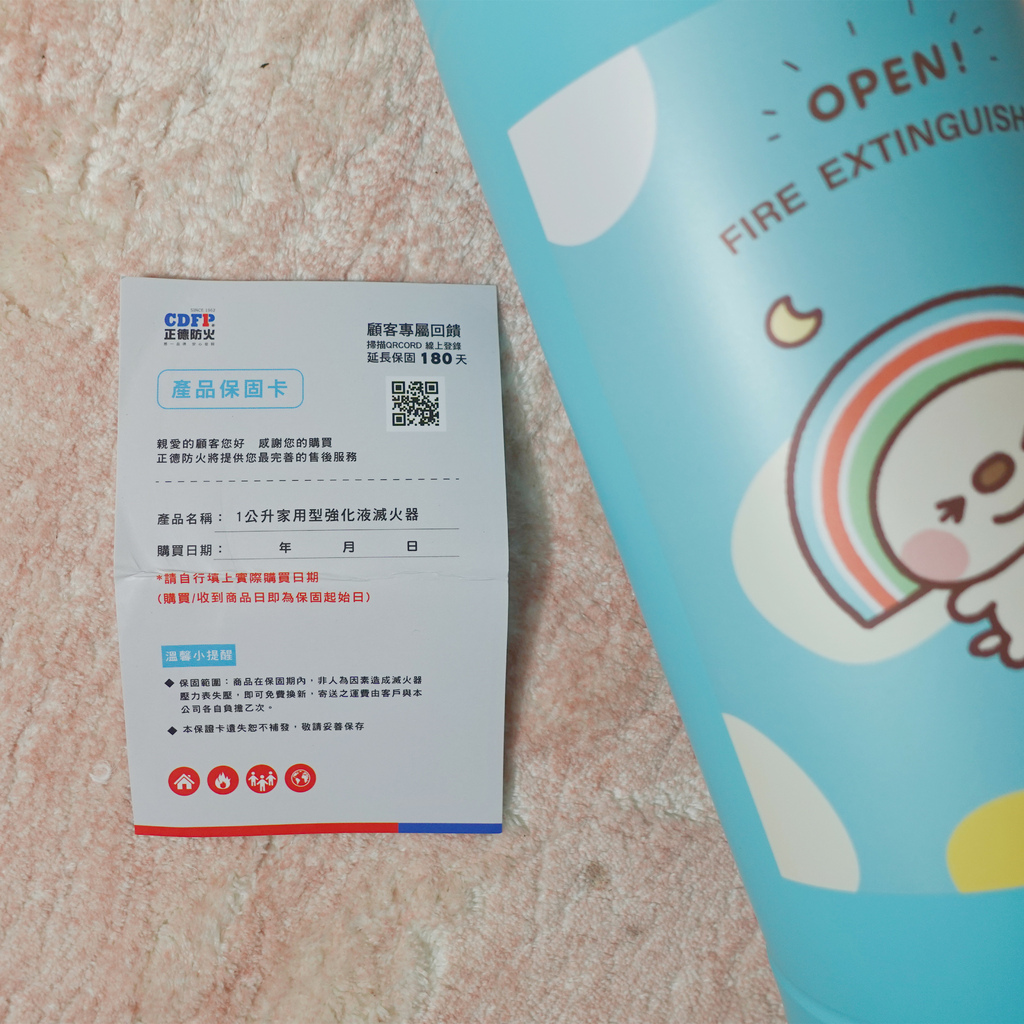 SINCE 1952
CDFP.
正德防火
顧客專屬回饋
掃描QRCORD 線上登錄
延長保固 180 天
產品保固卡
親愛的顧客您好 感謝您的購買
正德防火將提供您最完善的售後服務
產品名稱： 1公升家用型強化液滅火器
購買日期： 年 月 日
*請自行填上實際購買日期
(購買/收到商品日即為保固起始日)
溫馨小提醒
◆ 保固範圍：商品在保固期內，非人為因素造成滅火器
壓力表失壓，即可免費換新，寄送之運費由客戶與本
公司各自負擔乙次。
◆ 本保證卡遺失恕不補發，敬請妥善保存
OPEN!
FIRE EXTINGUISH